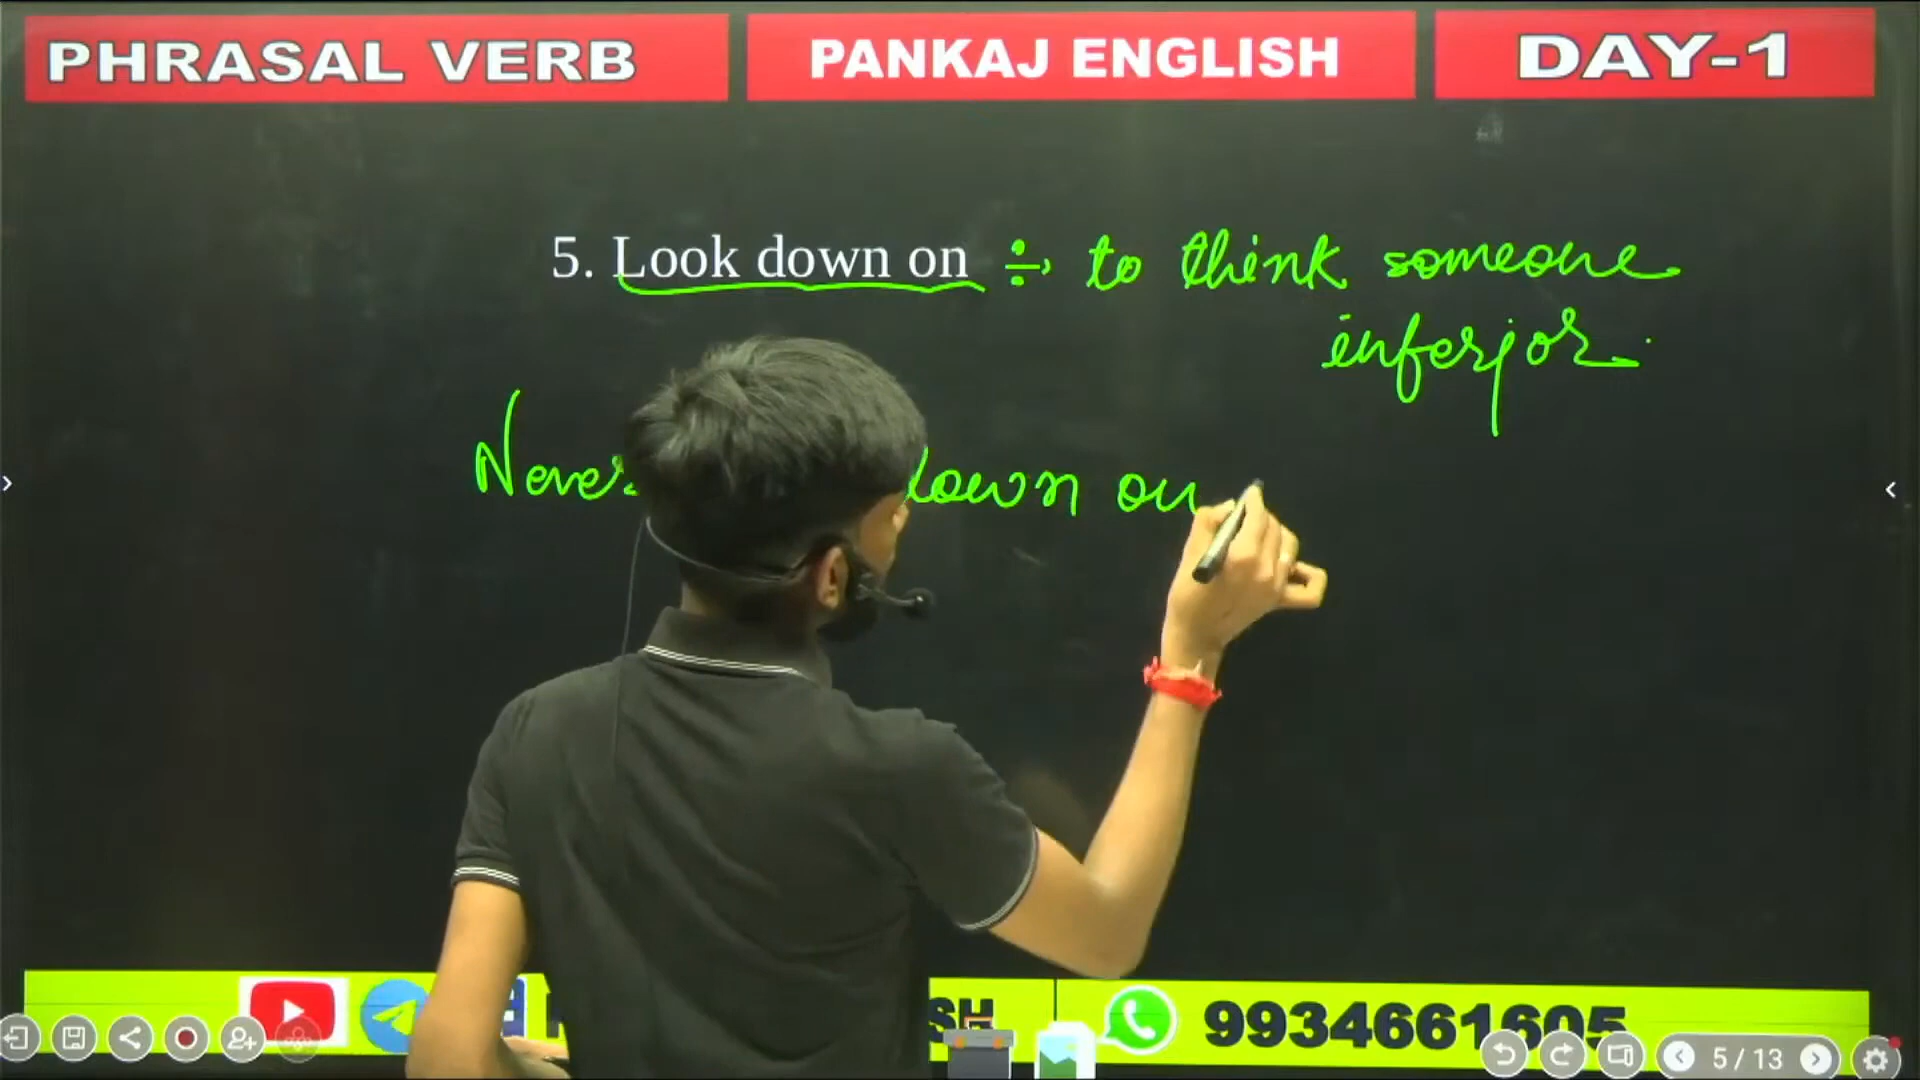 PHRASAL VERB
PANKAJ ENGLISH
DAY-1
5. Look down on ÷ to think someone
inferior.
Never down on
SH
9934661605
5 / 13